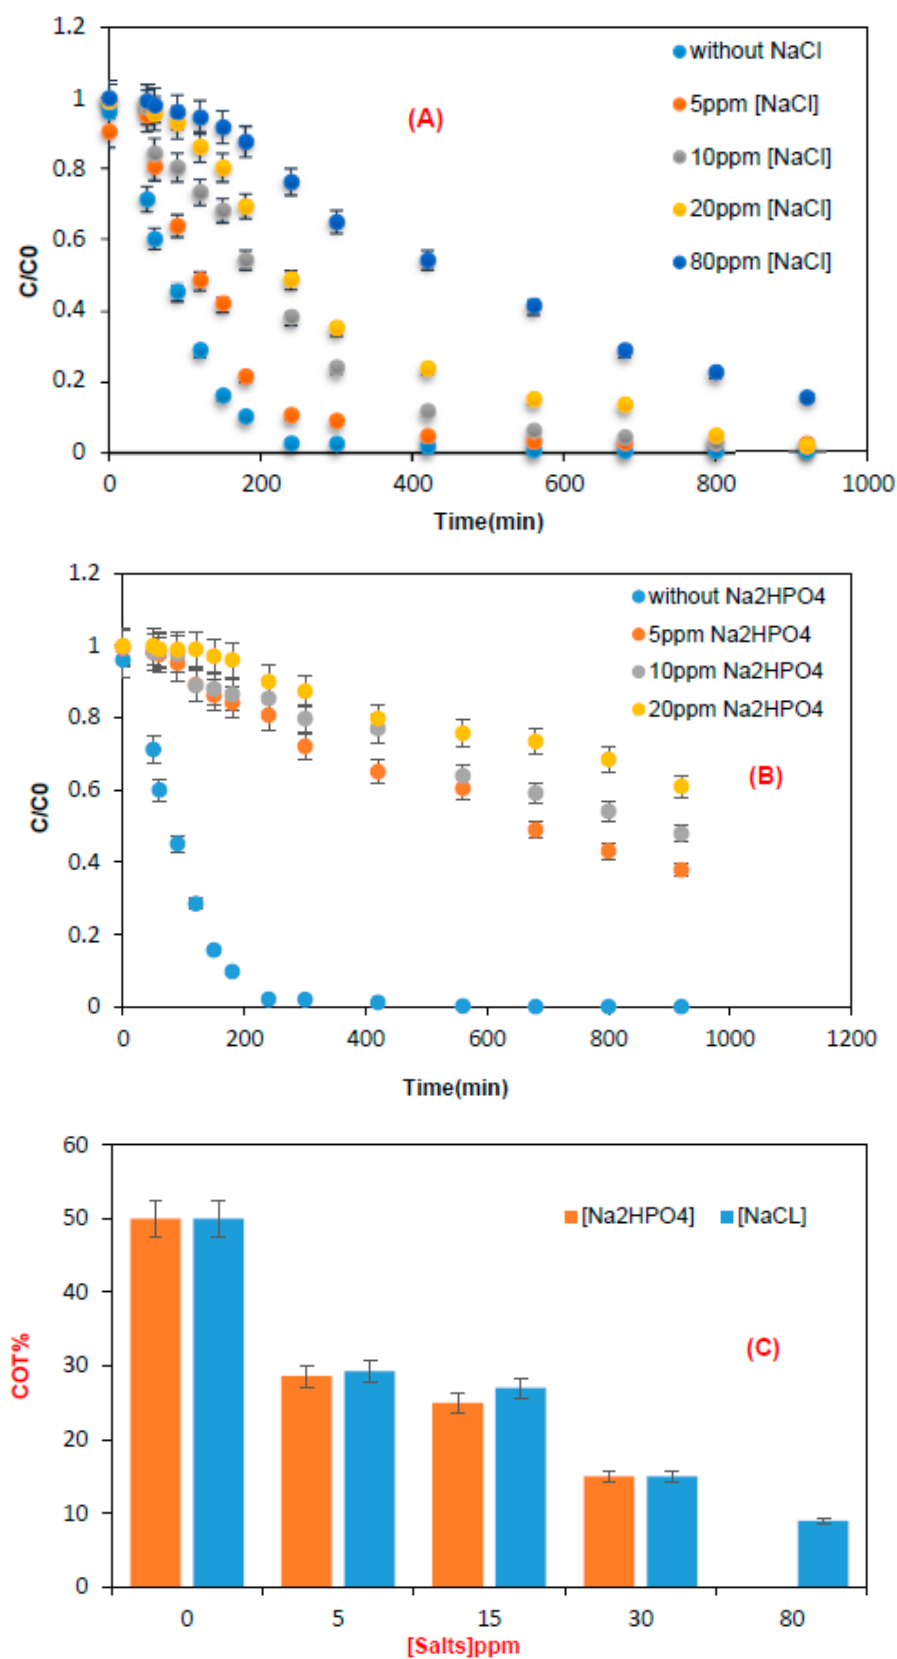 1.2
1
0.8
0.6
0.4
0.2
0
C/C0
(A)
without NaCl
5ppm [NaCl]
10ppm [NaCl]
20ppm [NaCl]
80ppm [NaCl]
0 200 400 600 800 1000
Time(min)
1.2
1
0.8
0.6
0.4
0.2
0
C/C0
without Na2HPO4
5ppm Na2HPO4
10ppm Na2HPO4
20ppm Na2HPO4
(B)
0 200 400 600 800 1000 1200
Time(min)
60
50
40
30
20
10
0
COT%
[Na2HPO4] [NaCL]
(C)
0 5 15 30 80
[Salts]ppm